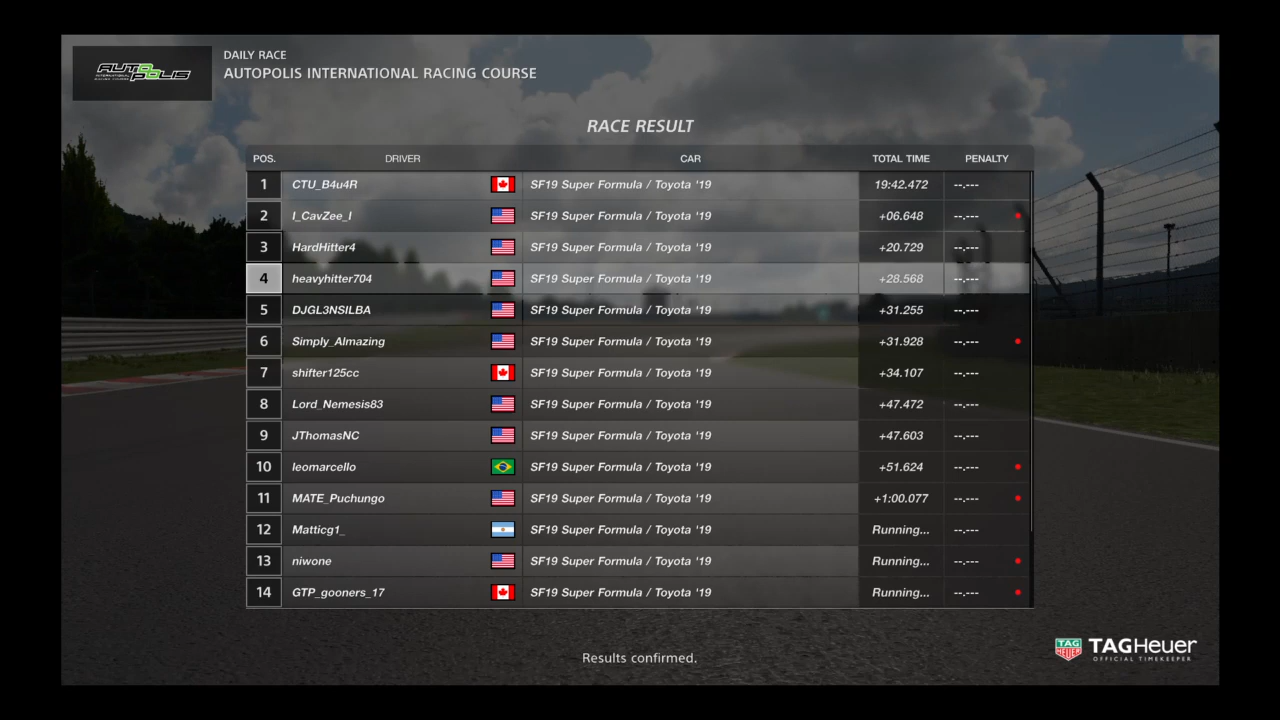 AUTOPOLIS
INTERNATIONAL RACING COURSE
DAILY RACE
AUTOPOLIS INTERNATIONAL RACING COURSE
RACE RESULT
POS. DRIVER CAR TOTAL TIME PENALTY
1 CTU_B4u4R SF19 Super Formula / Toyota '19 19:42.472 --.---
2 I_CavZee_I SF19 Super Formula / Toyota '19 +06.648 --.---
3 HardHitter4 SF19 Super Formula / Toyota '19 +20.729 --.---
4 heavyhitter704 SF19 Super Formula / Toyota '19 +28.568 --.---
5 DJGL3NSILBA SF19 Super Formula / Toyota '19 +31.255 --.---
6 Simply_Almazing SF19 Super Formula / Toyota '19 +31.928 --.---
7 shifter125cc SF19 Super Formula / Toyota '19 +34.107 --.---
8 Lord_Nemesis83 SF19 Super Formula / Toyota '19 +47.472 --.---
9 JThomasNC SF19 Super Formula / Toyota '19 +47.603 --.---
10 leomarcello SF19 Super Formula / Toyota '19 +51.624 --.---
11 MATE_Puchungo SF19 Super Formula / Toyota '19 +1:00.077 --.---
12 Matticg1_ SF19 Super Formula / Toyota '19 Running... --.---
13 niwone SF19 Super Formula / Toyota '19 Running... --.---
14 GTP_gooners_17 SF19 Super Formula / Toyota '19 Running... --.---
Results confirmed.
TAG HEUER TAGHeuer
OFFICIAL TIMEKEEPER